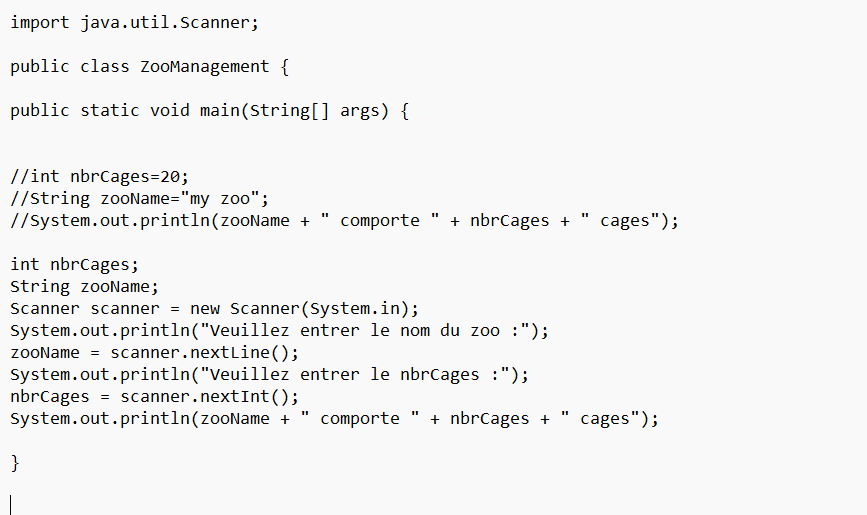 import java.util.Scanner;
public class ZooManagement {
public static void main(String[] args) {
//int nbrCages=20;
//String zooName="my zoo";
//System.out.println(zooName + " comporte " + nbrCages + " cages");
int nbrCages;
String zooName;
Scanner scanner = new Scanner(System.in);
System.out.println("Veuillez entrer le nom du zoo :");
zooName = scanner.nextLine();
System.out.println("Veuillez entrer le nbrCages :");
nbrCages = scanner.nextInt();
System.out.println(zooName + " comporte " + nbrCages + " cages");
}